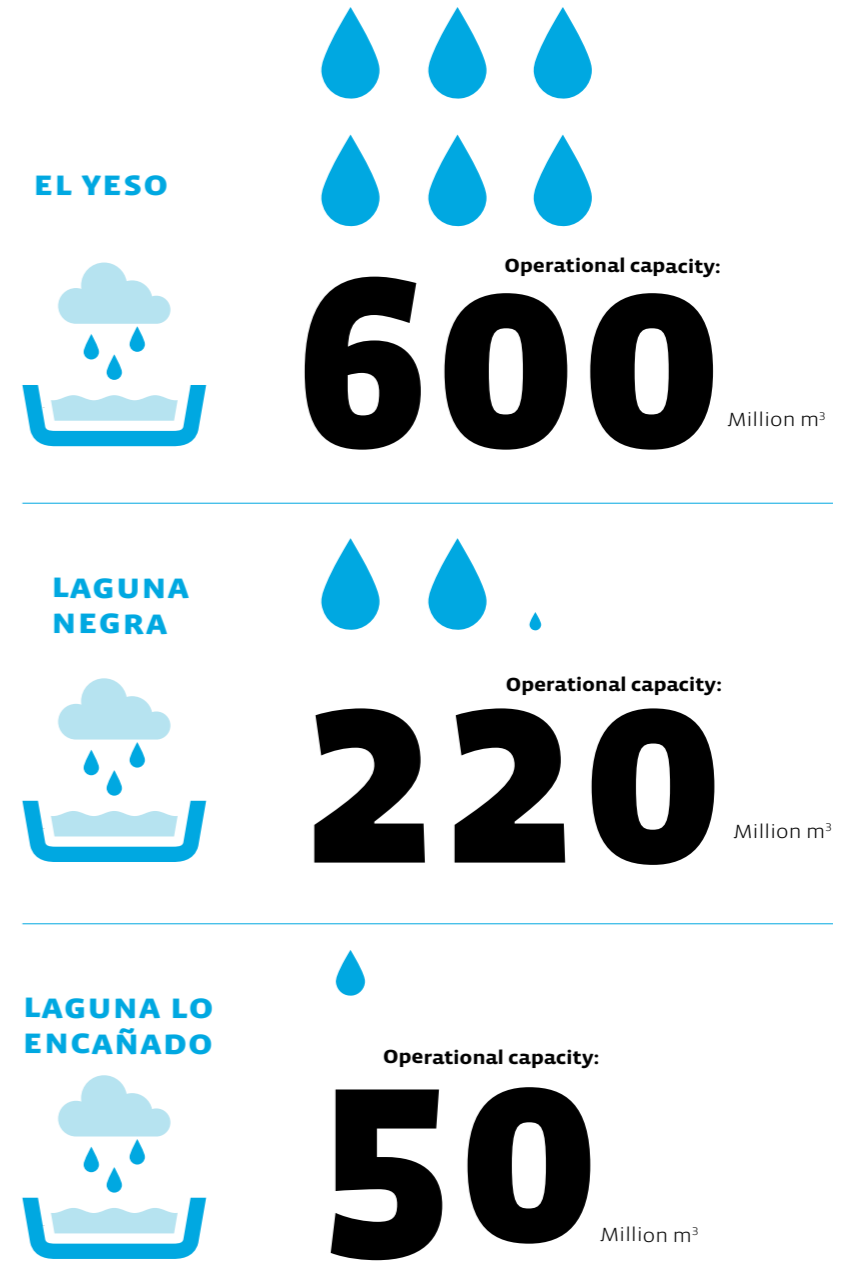 EL YESO
Operational capacity:
600
Million m³
LAGUNA
NEGRA
Operational capacity:
220
Million m³
LAGUNA LO
ENCAÑADO
Operational capacity:
50
Million m³